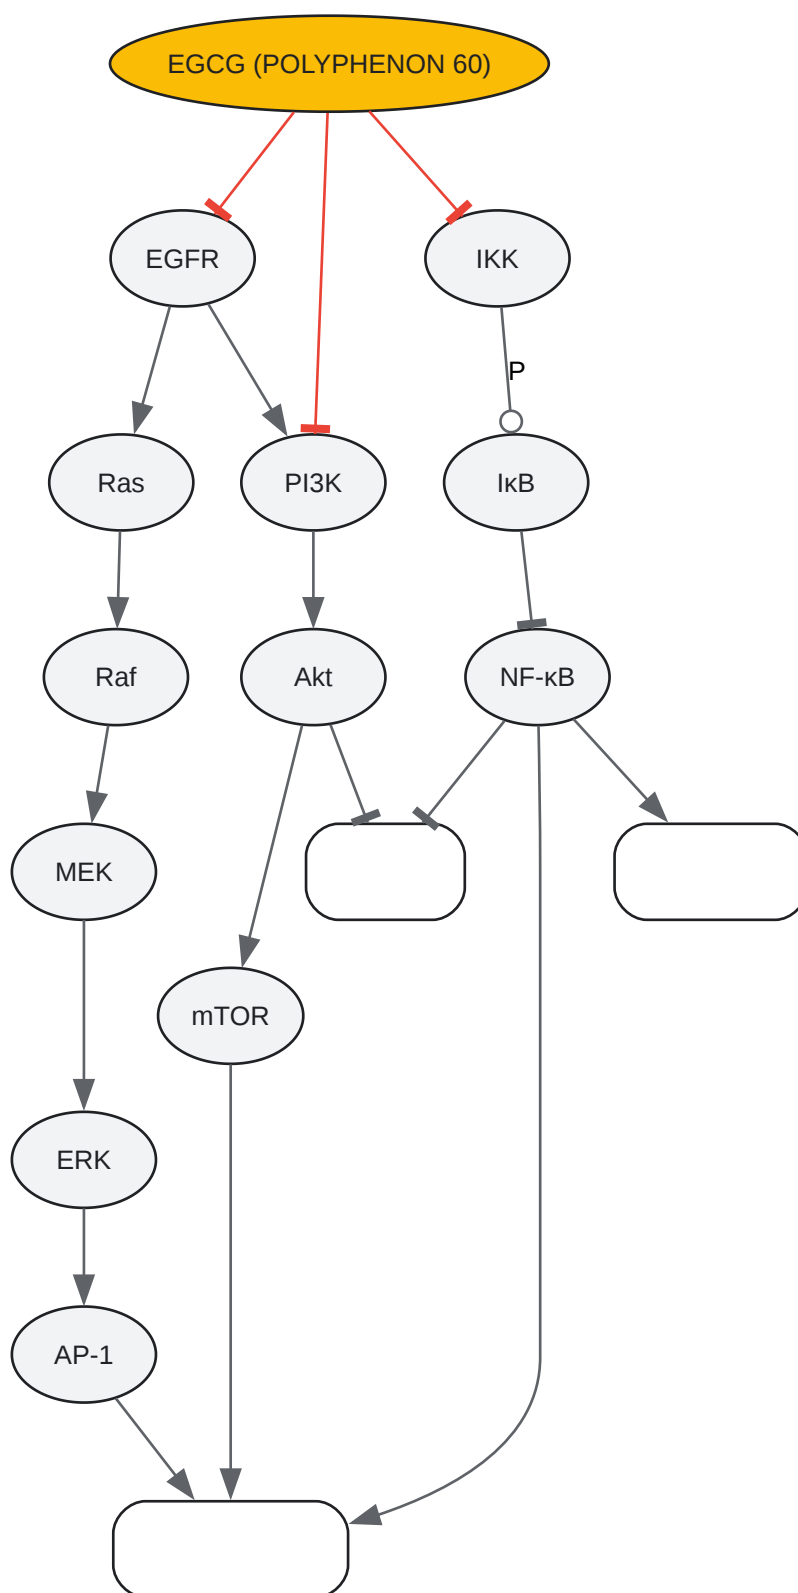 EGCG (POLYPHENON 60)
EGFR
IKK
P
Ras
PI3K
IκB
Raf
Akt
NF-κB
MEK
mTOR
ERK
AP-1